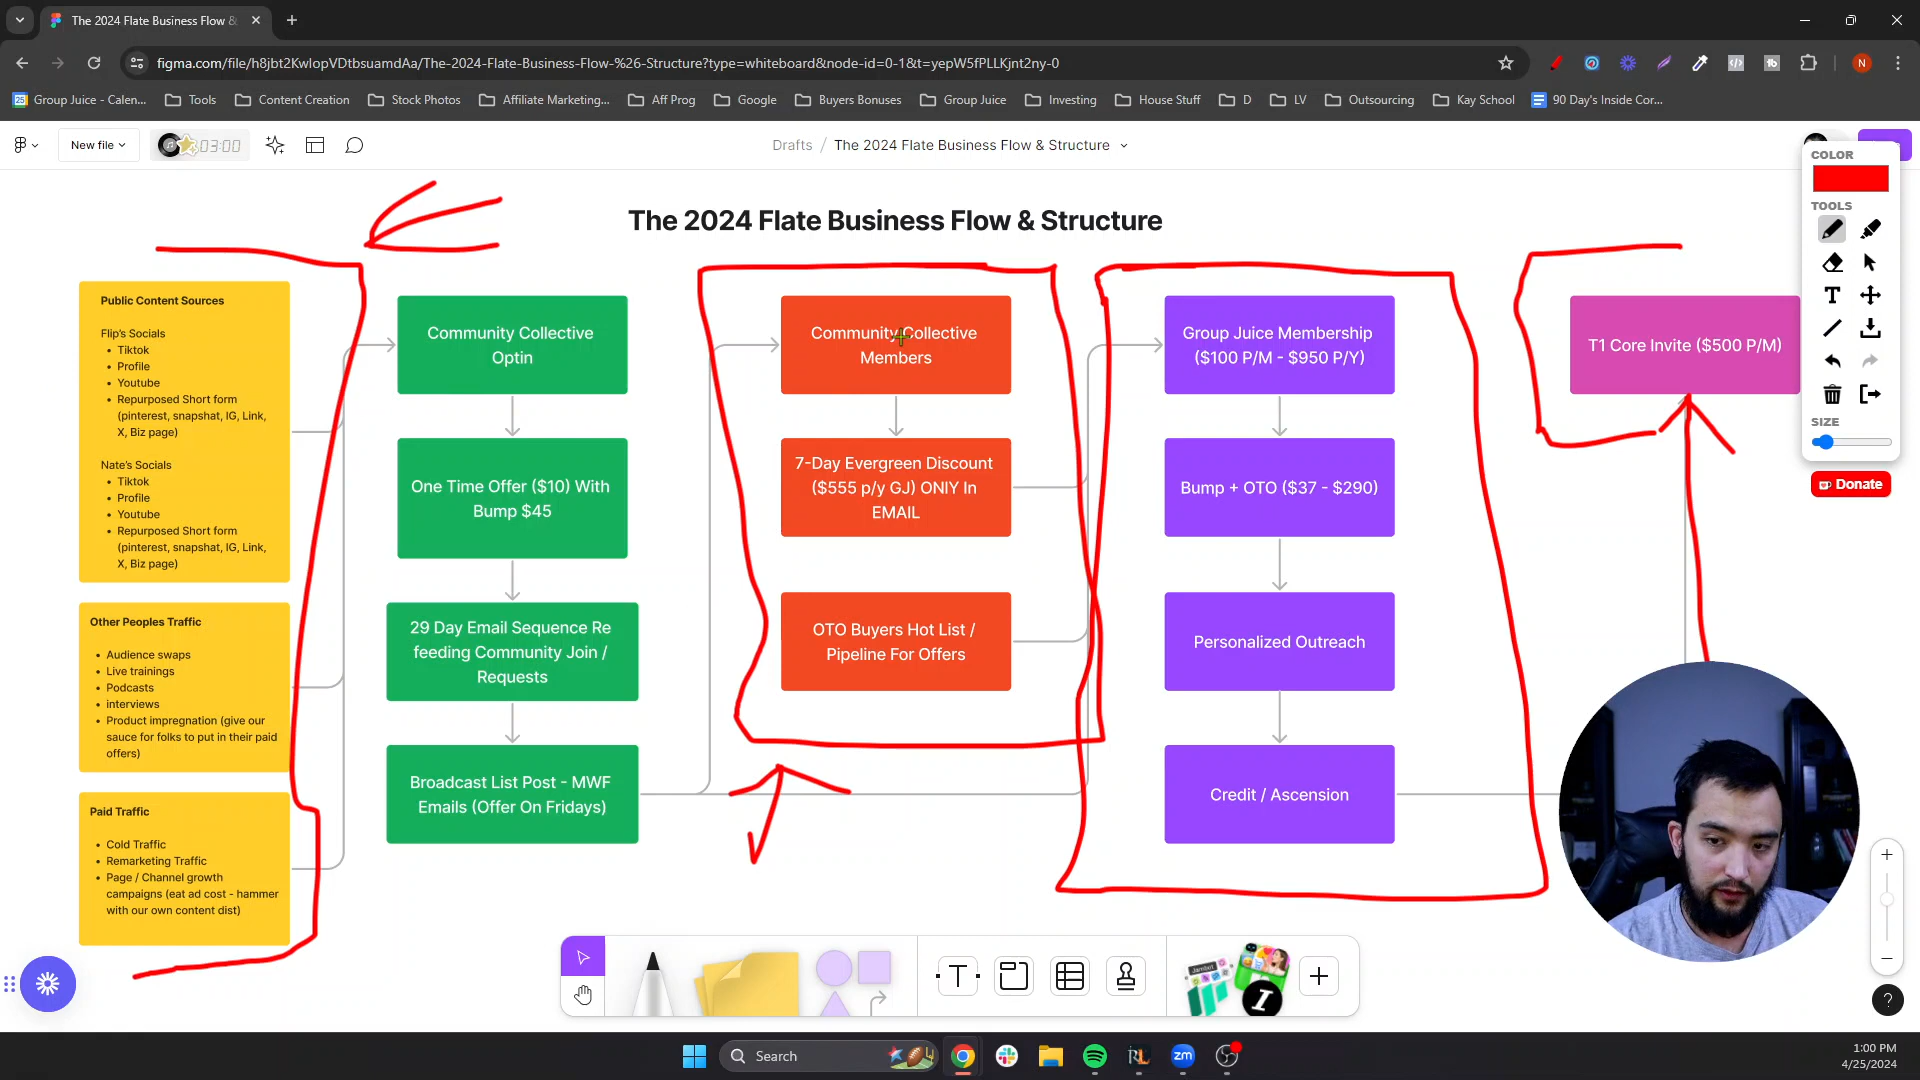 The 2024 Flate Business Flow &
figma.com/file/h8jbt2KwIopVDtbsuamdAa/The-2024-Flate-Business-Flow-%26-Structure?type=whiteboard&node-id=0-1&t=yepW5fPLLKjnt2ny-0
N
Group Juice - Calen...
Tools
Content Creation
Stock Photos
Affiliate Marketing...
Aff Prog
Google
Buyers Bonuses
Group Juice
Investing
House Stuff
D
LV
Outsourcing
Kay School
90 Day's Inside Cor...
New file
03:00
Drafts / The 2024 Flate Business Flow & Structure
COLOR
TOOLS
T
SIZE
Donate
The 2024 Flate Business Flow & Structure
Public Content Sources
Flip's Socials
• Tiktok
• Profile
• Youtube
• Repurposed Short form
(pinterest, snapshat, IG, Link,
X, Biz page)
Nate's Socials
• Tiktok
• Profile
• Youtube
• Repurposed Short form
(pinterest, snapshat, IG, Link,
X, Biz page)
Other Peoples Traffic
• Audience swaps
• Live trainings
• Podcasts
• interviews
• Product impregnation (give our
sauce for folks to put in their paid
offers)
Paid Traffic
• Cold Traffic
• Remarketing Traffic
• Page / Channel growth
campaigns (eat ad cost - hammer
with our own content dist)
Community Collective
Optin
One Time Offer ($10) With
Bump $45
29 Day Email Sequence Re
feeding Community Join /
Requests
Broadcast List Post - MWF
Emails (Offer On Fridays)
Community Collective
Members
7-Day Evergreen Discount
($555 p/y GJ) ONlY In
EMAIL
OTO Buyers Hot List /
Pipeline For Offers
Group Juice Membership
($100 P/M - $950 P/Y)
Bump + OTO ($37 - $290)
Personalized Outreach
Credit / Ascension
T1 Core Invite ($500 P/M)
T
Jambot
I
?
Search
RL
zm
1:00 PM
4/25/2024